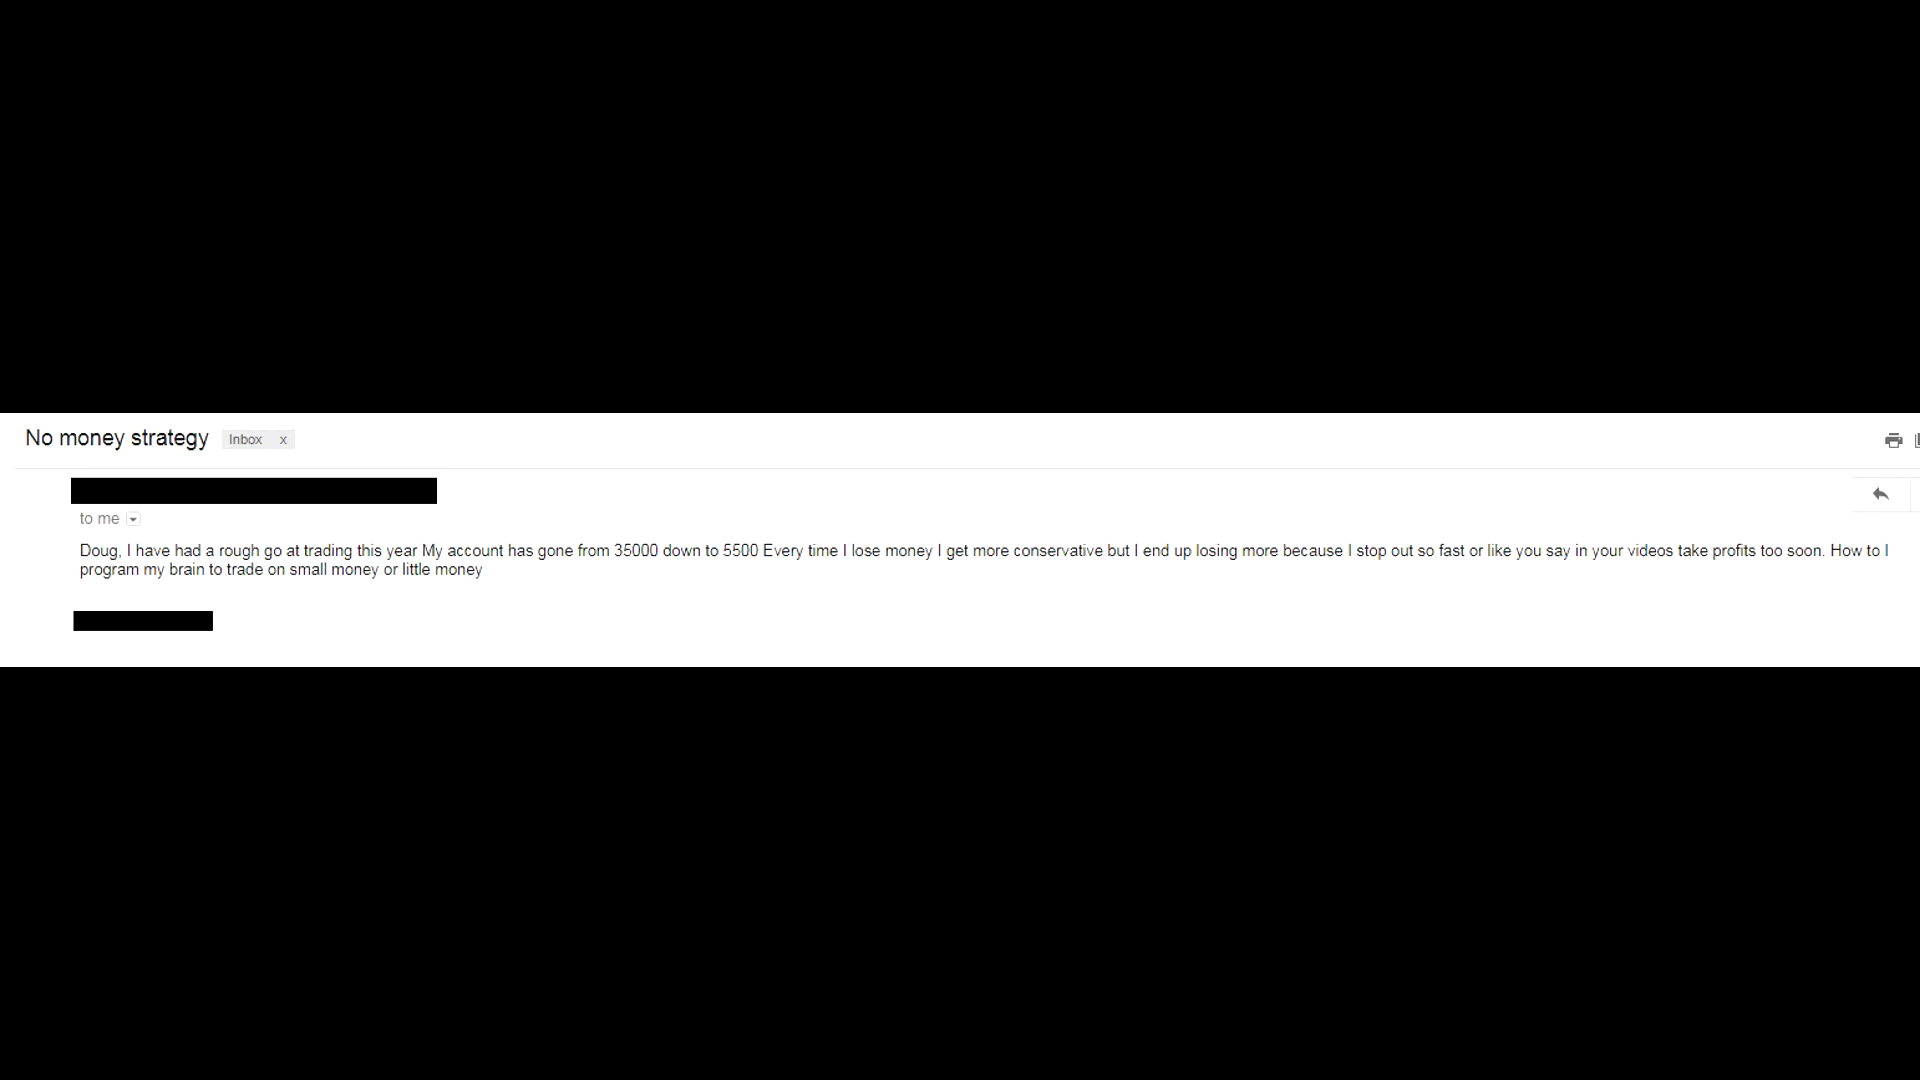 No money strategy Inbox x
to me
Doug, I have had a rough go at trading this year My account has gone from 35000 down to 5500 Every time I lose money I get more conservative but I end up losing more because I stop out so fast or like you say in your videos take profits too soon. How to I
program my brain to trade on small money or little money